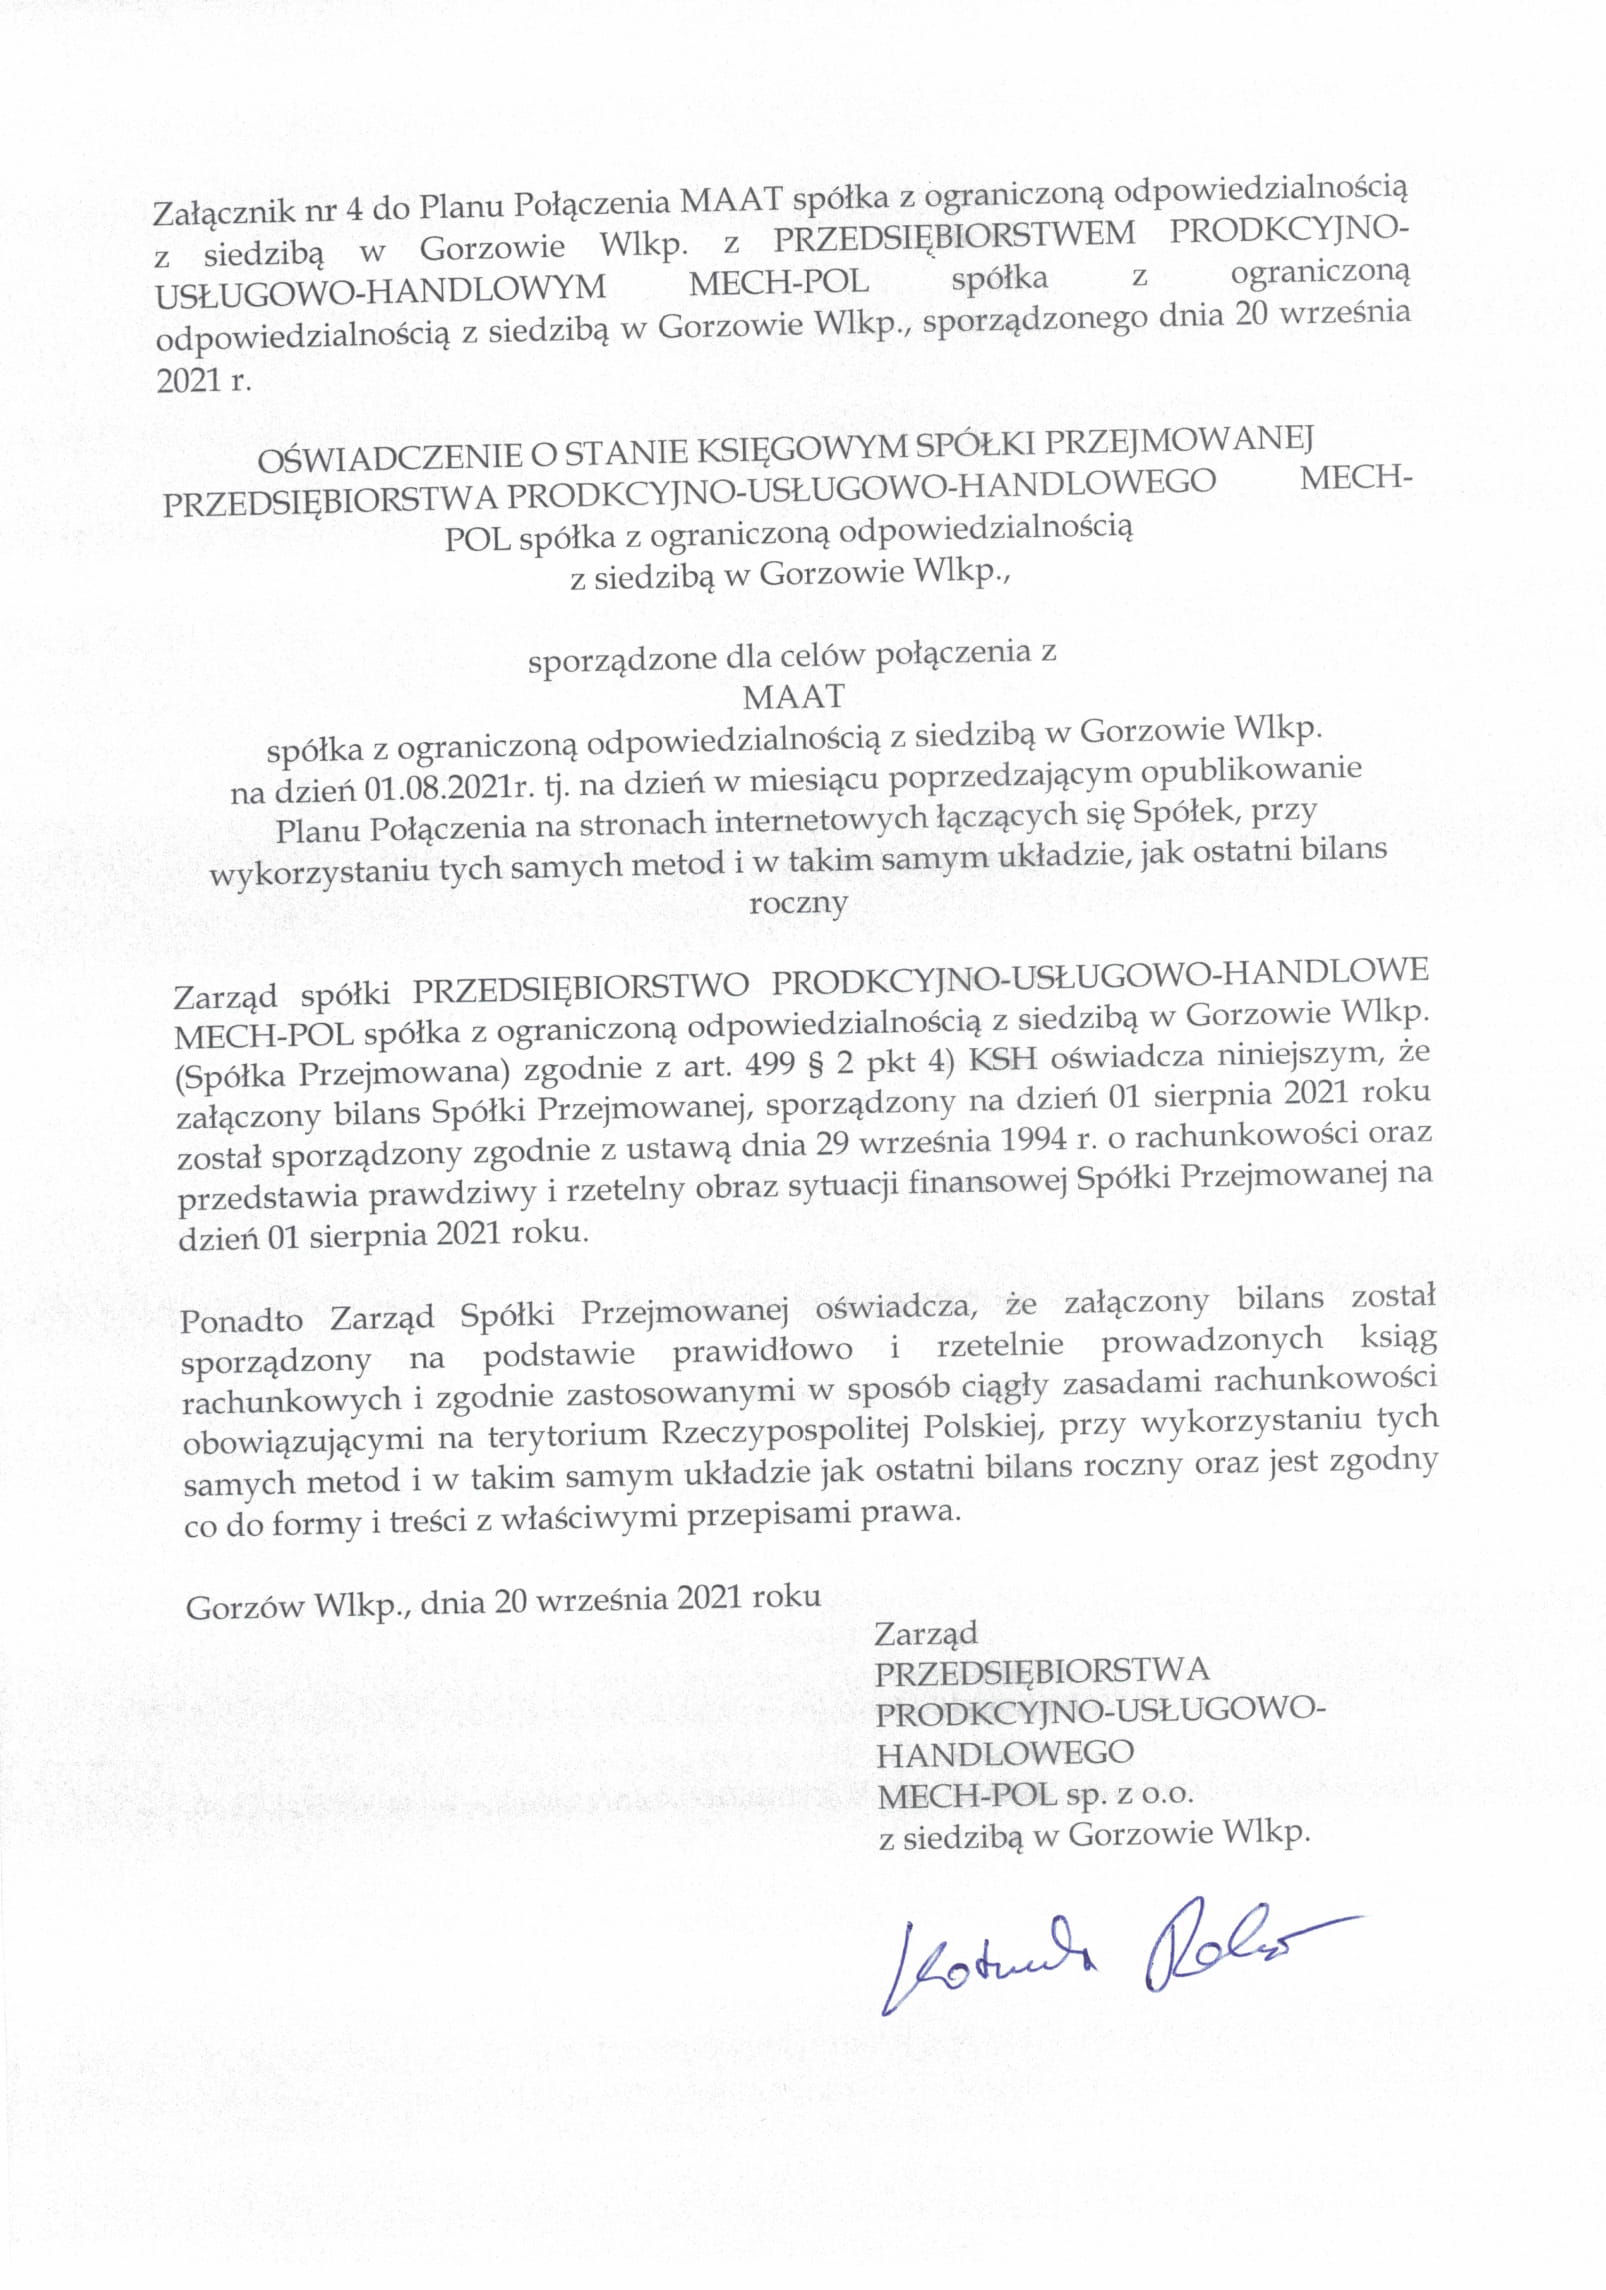 Załącznik nr 4 do Planu Połączenia MAAT spółka z ograniczoną odpowiedzialnością
z siedzibą w Gorzowie Wlkp. z PRZEDSIĘBIORSTWEM PRODKCYJNO-
USŁUGOWO-HANDLOWYM MECH-POL spółka z ograniczoną
odpowiedzialnością z siedzibą w Gorzowie Wlkp., sporządzonego dnia 20 września
2021 r.
OŚWIADCZENIE O STANIE KSIĘGOWYM SPÓŁKI PRZEJMOWANEJ
PRZEDSIĘBIORSTWA PRODKCYJNO-USŁUGOWO-HANDLOWEGO MECH-
POL spółka z ograniczoną odpowiedzialnością
z siedzibą w Gorzowie Wlkp.,
sporządzone dla celów połączenia z
MAAT
spółka z ograniczoną odpowiedzialnością z siedzibą w Gorzowie Wlkp.
na dzień 01.08.2021r. tj. na dzień w miesiącu poprzedzającym opublikowanie
Planu Połączenia na stronach internetowych łączących się Spółek, przy
wykorzystaniu tych samych metod i w takim samym układzie, jak ostatni bilans
roczny
Zarząd spółki PRZEDSIĘBIORSTWO PRODKCYJNO-USŁUGOWO-HANDLOWE
MECH-POL spółka z ograniczoną odpowiedzialnością z siedzibą w Gorzowie Wlkp.
(Spółka Przejmowana) zgodnie z art. 499 § 2 pkt 4) KSH oświadcza niniejszym, że
załączony bilans Spółki Przejmowanej, sporządzony na dzień 01 sierpnia 2021 roku
został sporządzony zgodnie z ustawą dnia 29 września 1994 r. o rachunkowości oraz
przedstawia prawdziwy i rzetelny obraz sytuacji finansowej Spółki Przejmowanej na
dzień 01 sierpnia 2021 roku.
Ponadto Zarząd Spółki Przejmowanej oświadcza, że załączony bilans został
sporządzony na podstawie prawidłowo i rzetelnie prowadzonych ksiąg
rachunkowych i zgodnie zastosowanymi w sposób ciągły zasadami rachunkowości
obowiązującymi na terytorium Rzeczypospolitej Polskiej, przy wykorzystaniu tych
samych metod i w takim samym układzie jak ostatni bilans roczny oraz jest zgodny
co do formy i treści z właściwymi przepisami prawa.
Gorzów Wlkp., dnia 20 września 2021 roku
Zarząd
PRZEDSIĘBIORSTWA
PRODKCYJNO-USŁUGOWO-
HANDLOWEGO
MECH-POL sp. z o.o.
z siedzibą w Gorzowie Wlkp.